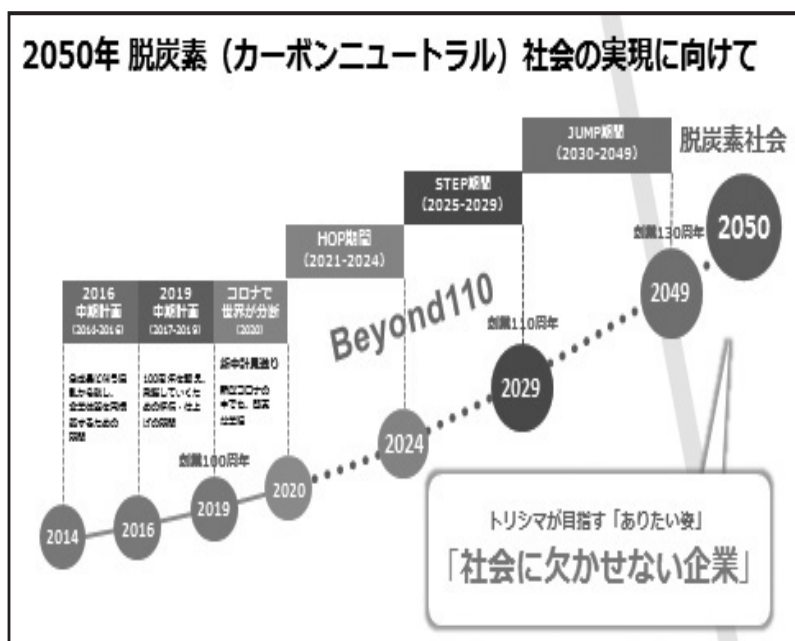 2050年 脱炭素（カーボンニュートラル）社会の実現に向けて
JUMP期間
（2030-2049）
脱炭素社会
STEP期間
（2025-2029）
HOP期間
（2021-2024）
2016
中期計画
2019
中期計画
（2017-2019）
コロナで
世界が分断
（2020）
Beyond110
創業100周年
創業110周年
創業130周年
2014
2016
2019
2020
2024
2029
2049
2050
トリシマが目指す「ありたい姿」
「社会に欠かせない企業」